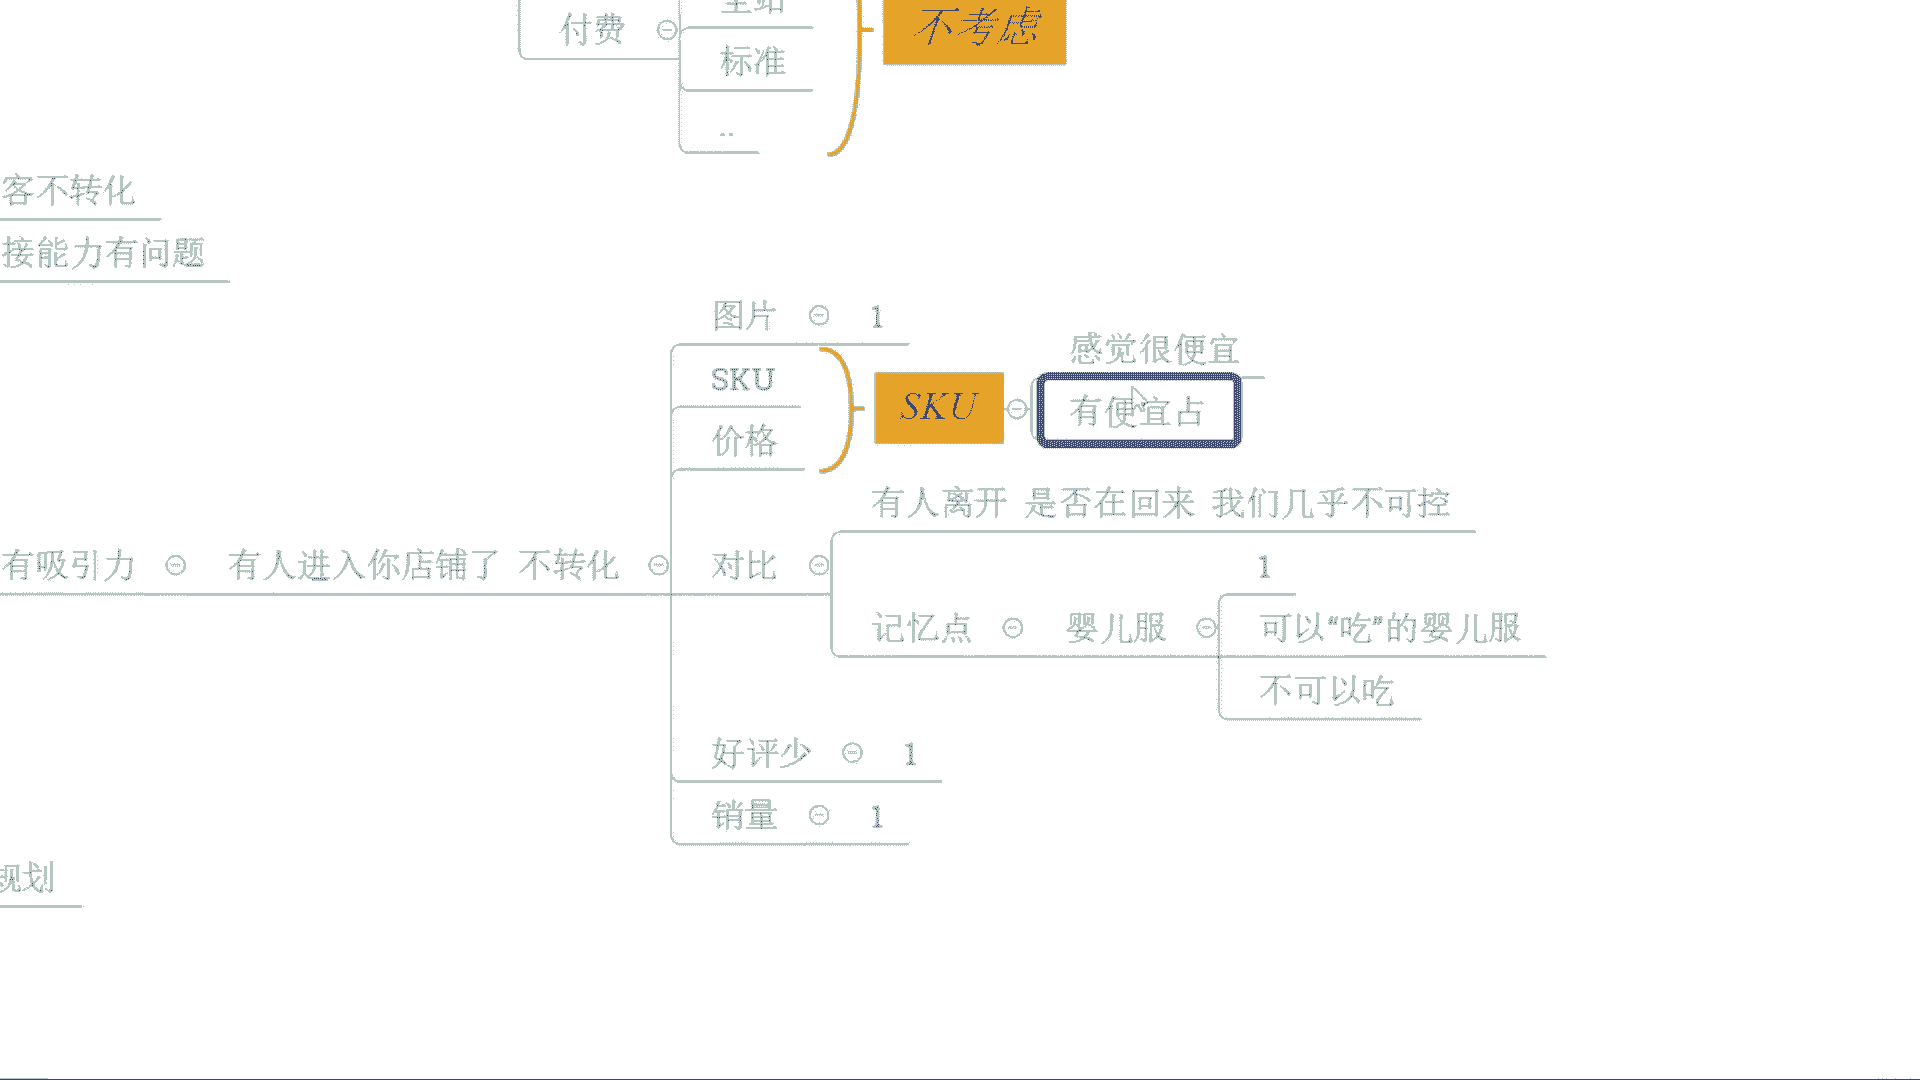 付费
不考虑
标准
..
客不转化
接能力有问题
图片 1
感觉很便宜
SKU
SKU
有便宜占
价格
有人离开 是否在回来 我们几乎不可控
有吸引力
有人进入你店铺了 不转化
对比
1
记忆点
婴儿服
可以“吃”的婴儿服
不可以吃
好评少 1
销量 1
规划